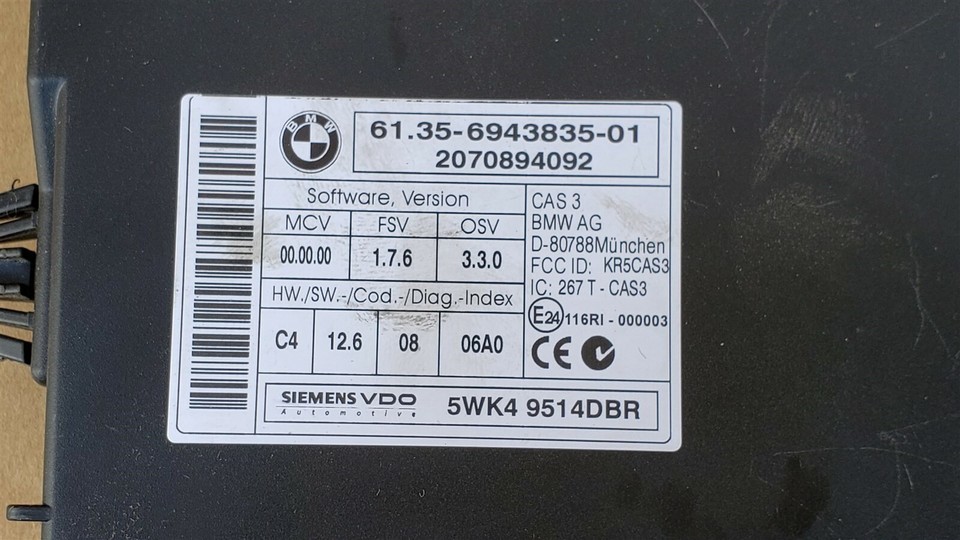 BMW
61.35-6943835-01
2070894092
Software, Version
MCV FSV OSV
00.00.00 1.7.6 3.3.0
HW./SW.-/Cod.-/Diag.-Index
C4 12.6 08 06A0
CAS 3
BMW AG
D-80788München
FCC ID: KR5CAS3
IC: 267 T - CAS3
E24 116RI - 000003
CE
SIEMENS VDO
Automotive
5WK4 9514DBR